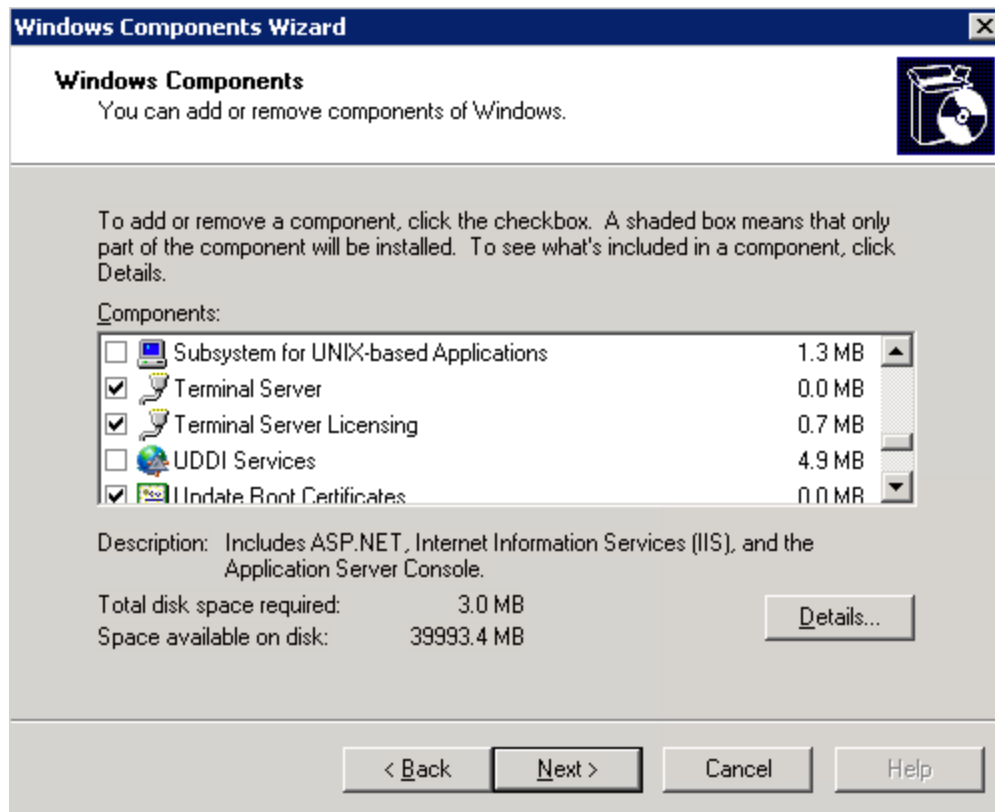 Windows Components Wizard
Windows Components
You can add or remove components of Windows.
To add or remove a component, click the checkbox. A shaded box means that only
part of the component will be installed. To see what's included in a component, click
Details.
Components:
Subsystem for UNIX-based Applications 1.3 MB
Terminal Server 0.0 MB
Terminal Server Licensing 0.7 MB
UDDI Services 4.9 MB
Update Root Certificates 0.0 MB
Description: Includes ASP.NET, Internet Information Services (IIS), and the
Application Server Console.
Total disk space required: 3.0 MB
Space available on disk: 39993.4 MB
Details...
< Back Next > Cancel Help